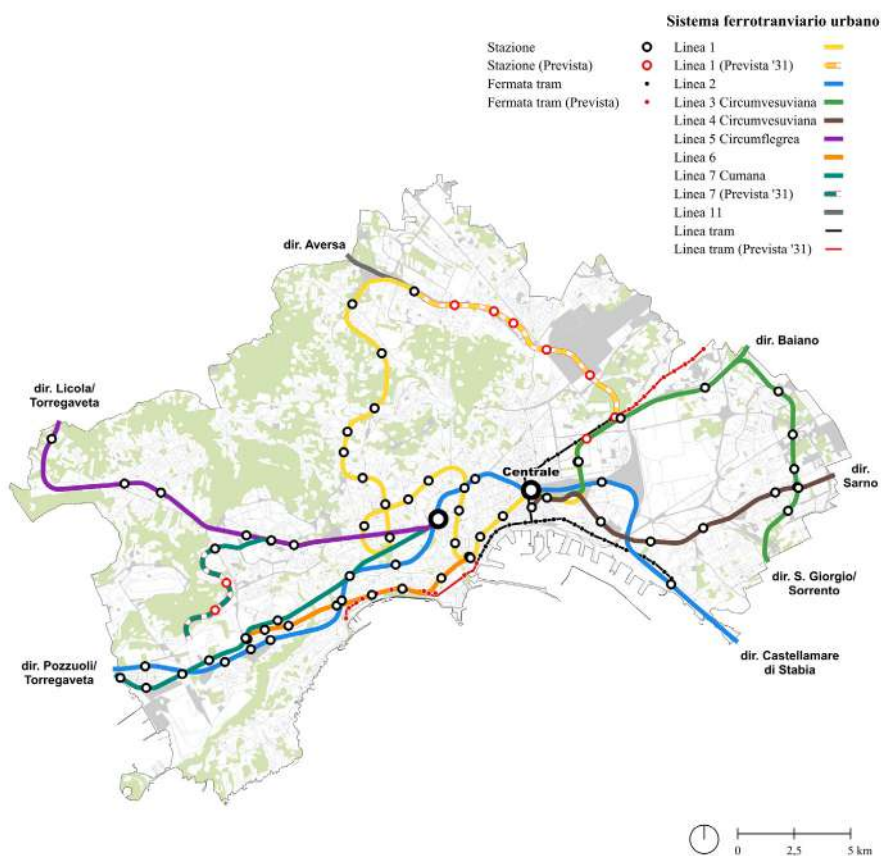 Sistema ferrotranviario urbano
Stazione
Stazione (Prevista)
Fermata tram
Fermata tram (Prevista)
Linea 1
Linea 1 (Prevista '31)
Linea 2
Linea 3 Circumvesuviana
Linea 4 Circumvesuviana
Linea 5 Circumflegrea
Linea 6
Linea 7 Cumana
Linea 7 (Prevista '31)
Linea 11
Linea tram
Linea tram (Prevista '31)
dir. Aversa
dir. Baiano
dir. Licola/
Torregaveta
Centrale
dir.
Sarno
dir. S. Giorgio/
Sorrento
dir. Pozzuoli/
Torregaveta
dir. Castellamare
di Stabia
0 2,5 5 km